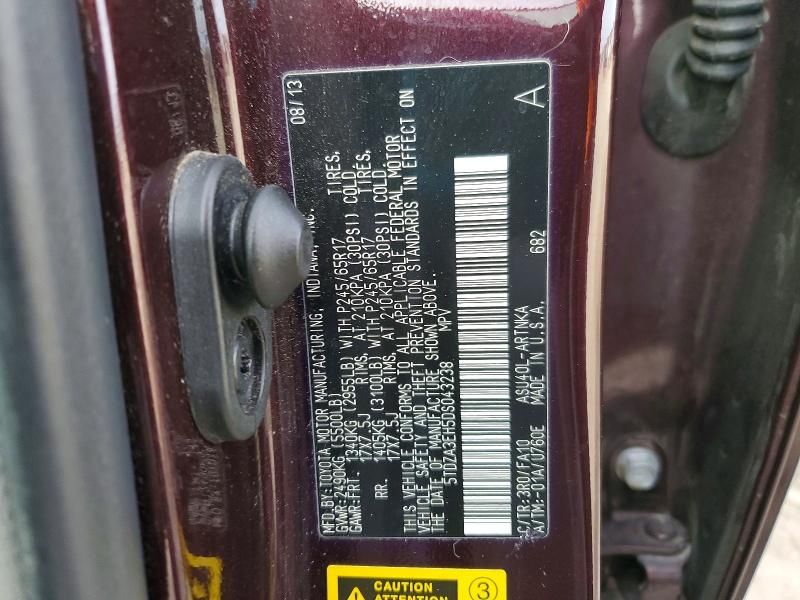 MFD.BY:TOYOTA MOTOR MANUFACTURING, INDIANA, INC. 08/13
GVWR:2490KG(5500LB)
GAWR:FRT. 1340KG (2955LB) WITH P245/65R17 TIRES,
17X7.5J RIMS, AT 210KPA (30PSI) COLD
RR. 1405KG (3100LB) WITH P245/65R17 TIRES,
17X7.5J RIMS, AT 210KPA (30PSI) COLD.
THIS VEHICLE CONFORMS TO ALL APPLICABLE FEDERAL MOTOR
VEHICLE SAFETY AND THEFT PREVENTION STANDARDS IN EFFECT ON
THE DATE OF MANUFACTURE SHOWN ABOVE.
5TDZA3EH5DS043238 MPV
C/TR:3R0/FA10 ASU40L-ARTNKA 682 A
A/TM:-01A/U760E MADE IN U.S.A.
CAUTION
ATTENTION
3